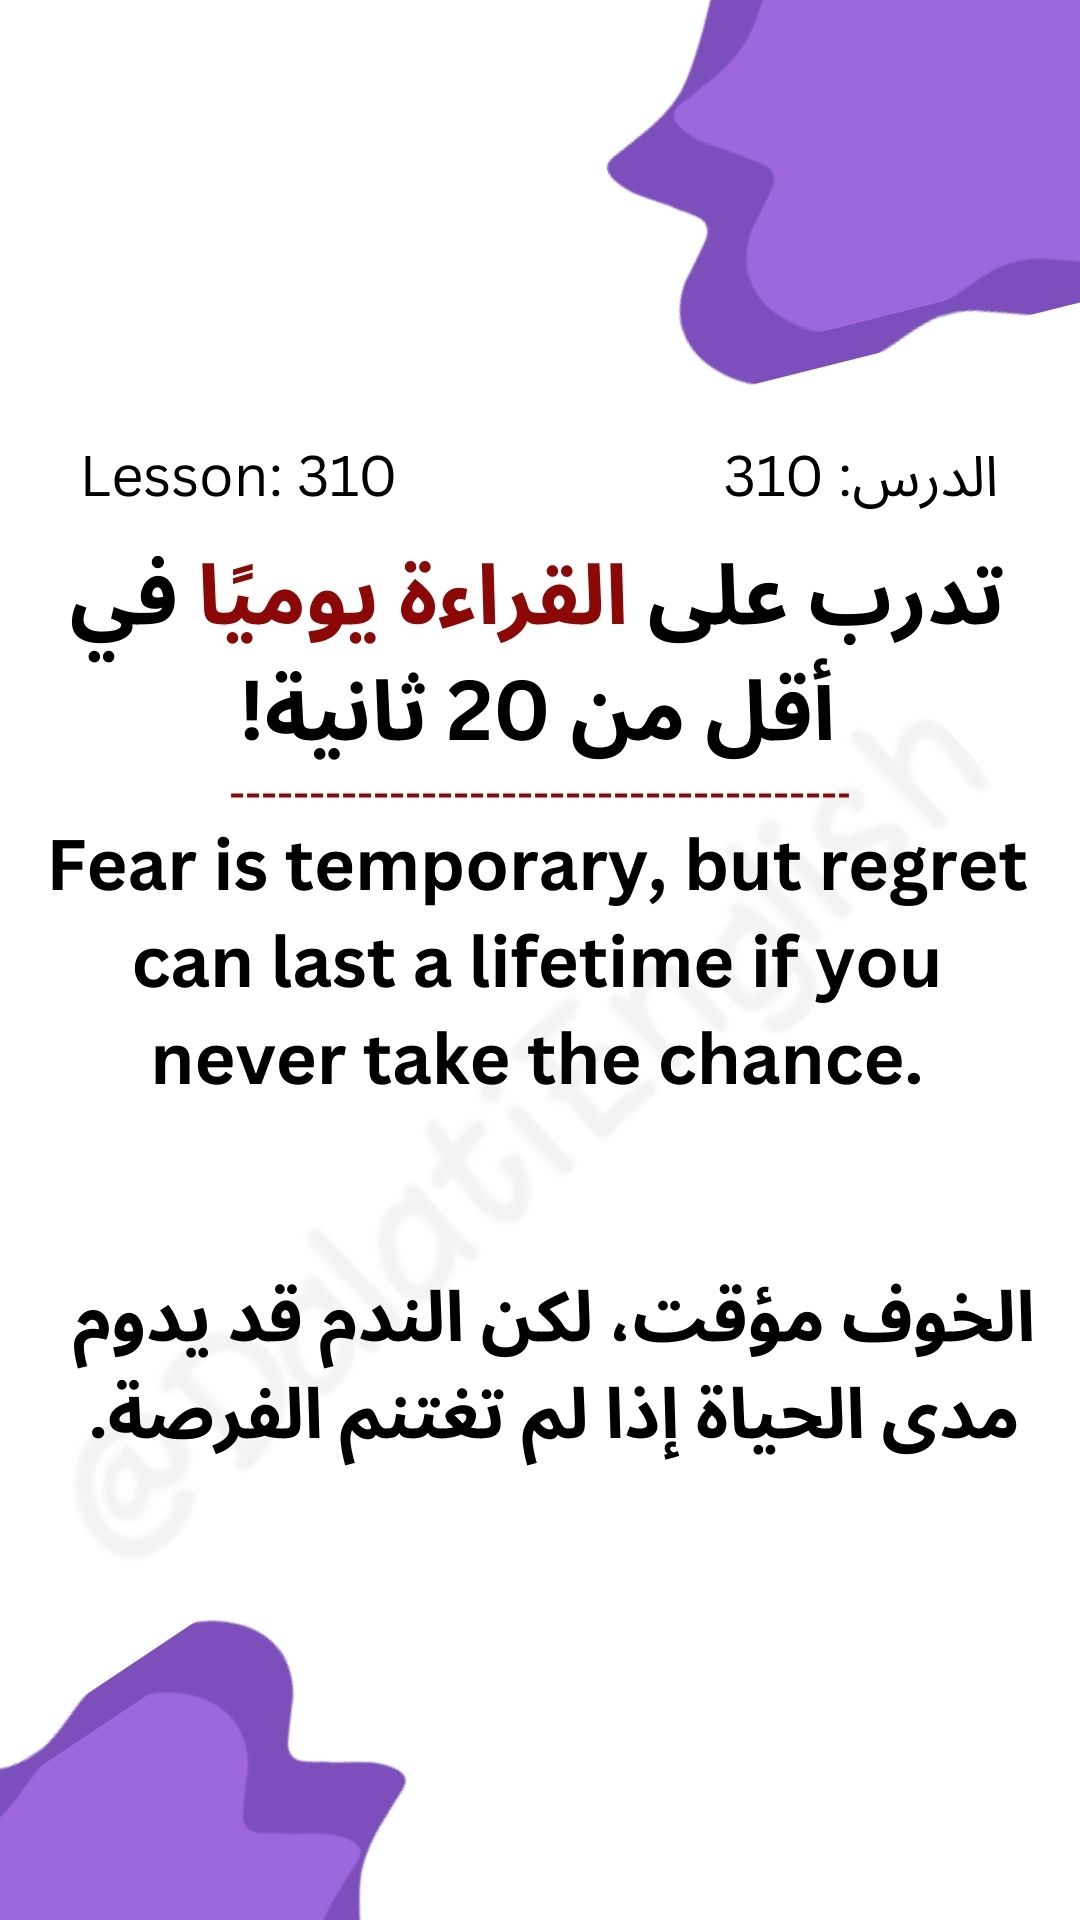 Lesson: 310
الدرس: 310
تدرب على القراءة يوميًا في
أقل من 20 ثانية!
---------------------------------------
Fear is temporary, but regret
can last a lifetime if you
never take the chance.
الخوف مؤقت، لكن الندم قد يدوم
مدى الحياة إذا لم تغتنم الفرصة.
@DalatiEnglish